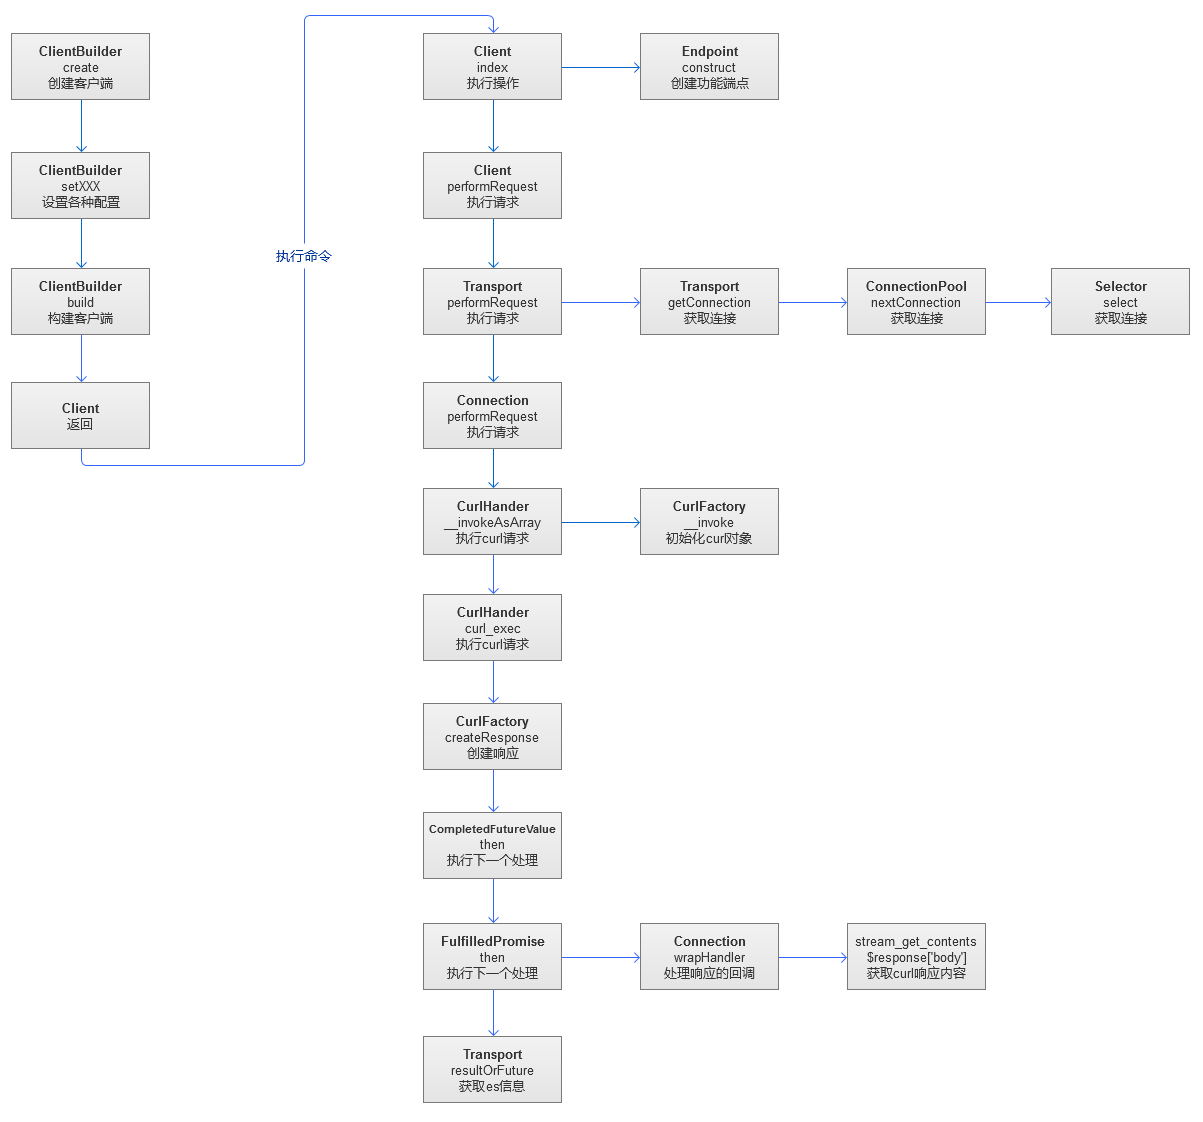 ClientBuilder
create
创建客户端
ClientBuilder
setXXX
设置各种配置
ClientBuilder
build
构建客户端
Client
返回
执行命令
Client
index
执行操作
Endpoint
construct
创建功能端点
Client
performRequest
执行请求
Transport
performRequest
执行请求
Transport
getConnection
获取连接
ConnectionPool
nextConnection
获取连接
Selector
select
获取连接
Connection
performRequest
执行请求
CurlHander
__invokeAsArray
执行curl请求
CurlFactory
__invoke
初始化curl对象
CurlHander
curl_exec
执行curl请求
CurlFactory
createResponse
创建响应
CompletedFutureValue
then
执行下一个处理
FulfilledPromise
then
执行下一个处理
Connection
wrapHandler
处理响应的回调
stream_get_contents
$response['body']
获取curl响应内容
Transport
resultOrFuture
获取es信息